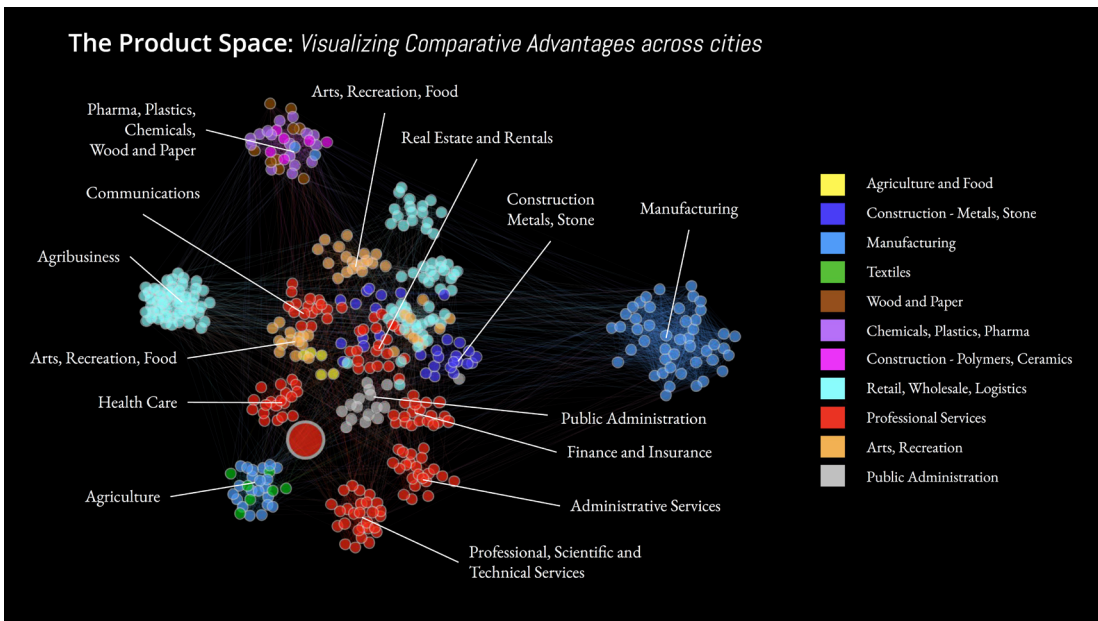 The Product Space: Visualizing Comparative Advantages across cities
Arts, Recreation, Food
Pharma, Plastics,
Chemicals,
Wood and Paper
Real Estate and Rentals
Communications
Construction
Metals, Stone
Manufacturing
Agribusiness
Arts, Recreation, Food
Health Care
Public Administration
Finance and Insurance
Agriculture
Administrative Services
Professional, Scientific and
Technical Services
Agriculture and Food
Construction - Metals, Stone
Manufacturing
Textiles
Wood and Paper
Chemicals, Plastics, Pharma
Construction - Polymers, Ceramics
Retail, Wholesale, Logistics
Professional Services
Arts, Recreation
Public Administration